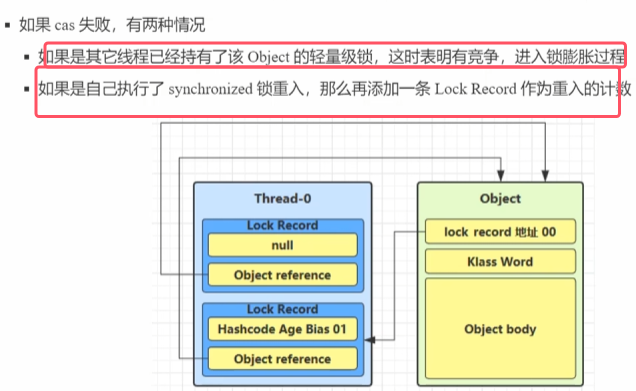 如果 cas 失败，有两种情况
如果是其它线程已经持有了该 Object 的轻量级锁，这时表明有竞争，进入锁膨胀过程
如果是自己执行了 synchronized 锁重入，那么再添加一条 Lock Record 作为重入的计数
Thread-0
Lock Record
null
Object reference
Lock Record
Hashcode Age Bias 01
Object reference
Object
lock record 地址 00
Klass Word
Object body